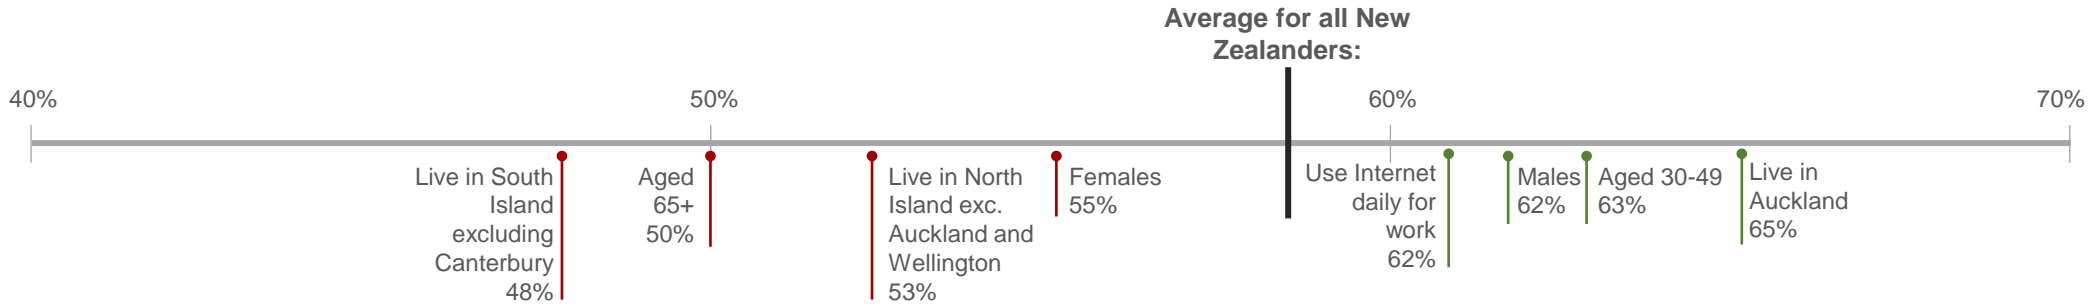 Average for all New
Zealanders:
40%
50%
60%
70%
Live in South
Island
excluding
Canterbury
48%
Aged
65+
50%
Live in North
Island exc.
Auckland and
Wellington
53%
Females
55%
Use Internet
daily for
work
62%
Males
62%
Aged 30-49
63%
Live in
Auckland
65%